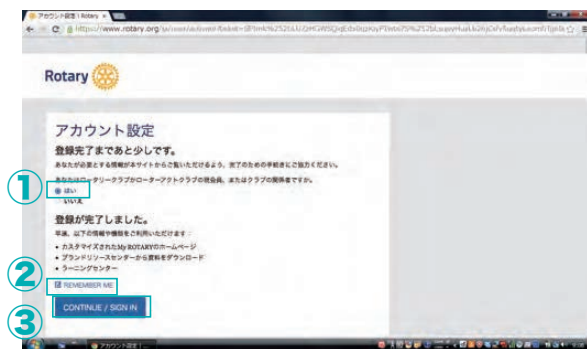 アカウント設定 | Rotary
https://www.rotary.org/
Rotary
アカウント設定
登録完了まであと少しです。
あなたが必要とする情報が本サイトからご覧いただけるよう、完了のための手続きにご協力ください。
あなたはロータリークラブかローターアクトクラブの現会員、またはクラブの関係者ですか。
① はい
いいえ
登録が完了しました。
早速、以下の情報や機能をご利用いただけます:
• カスタマイズされたMy ROTARYのホームページ
• ブランドリソースセンターから資料をダウンロード
• ラーニングセンター
② REMEMBER ME
③ CONTINUE / SIGN IN
アカウント設定 |